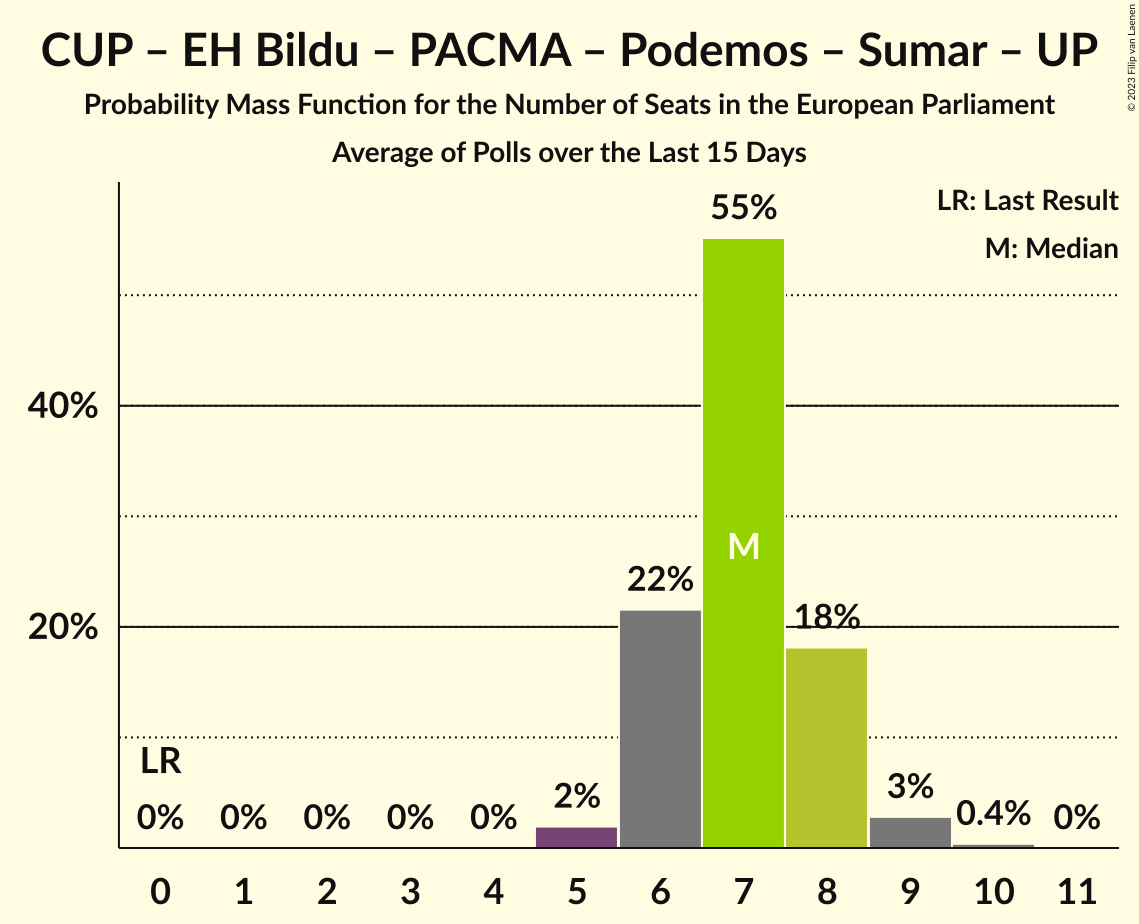 CUP – EH Bildu – PACMA – Podemos – Sumar – UP
Probability Mass Function for the Number of Seats in the European Parliament
Average of Polls over the Last 15 Days
© 2023 Filip van Laenen
LR: Last Result
M: Median
40%
20%
LR
0%
0%
0%
0%
0%
2%
22%
55%
M
18%
3%
0.4%
0%
0 1 2 3 4 5 6 7 8 9 10 11